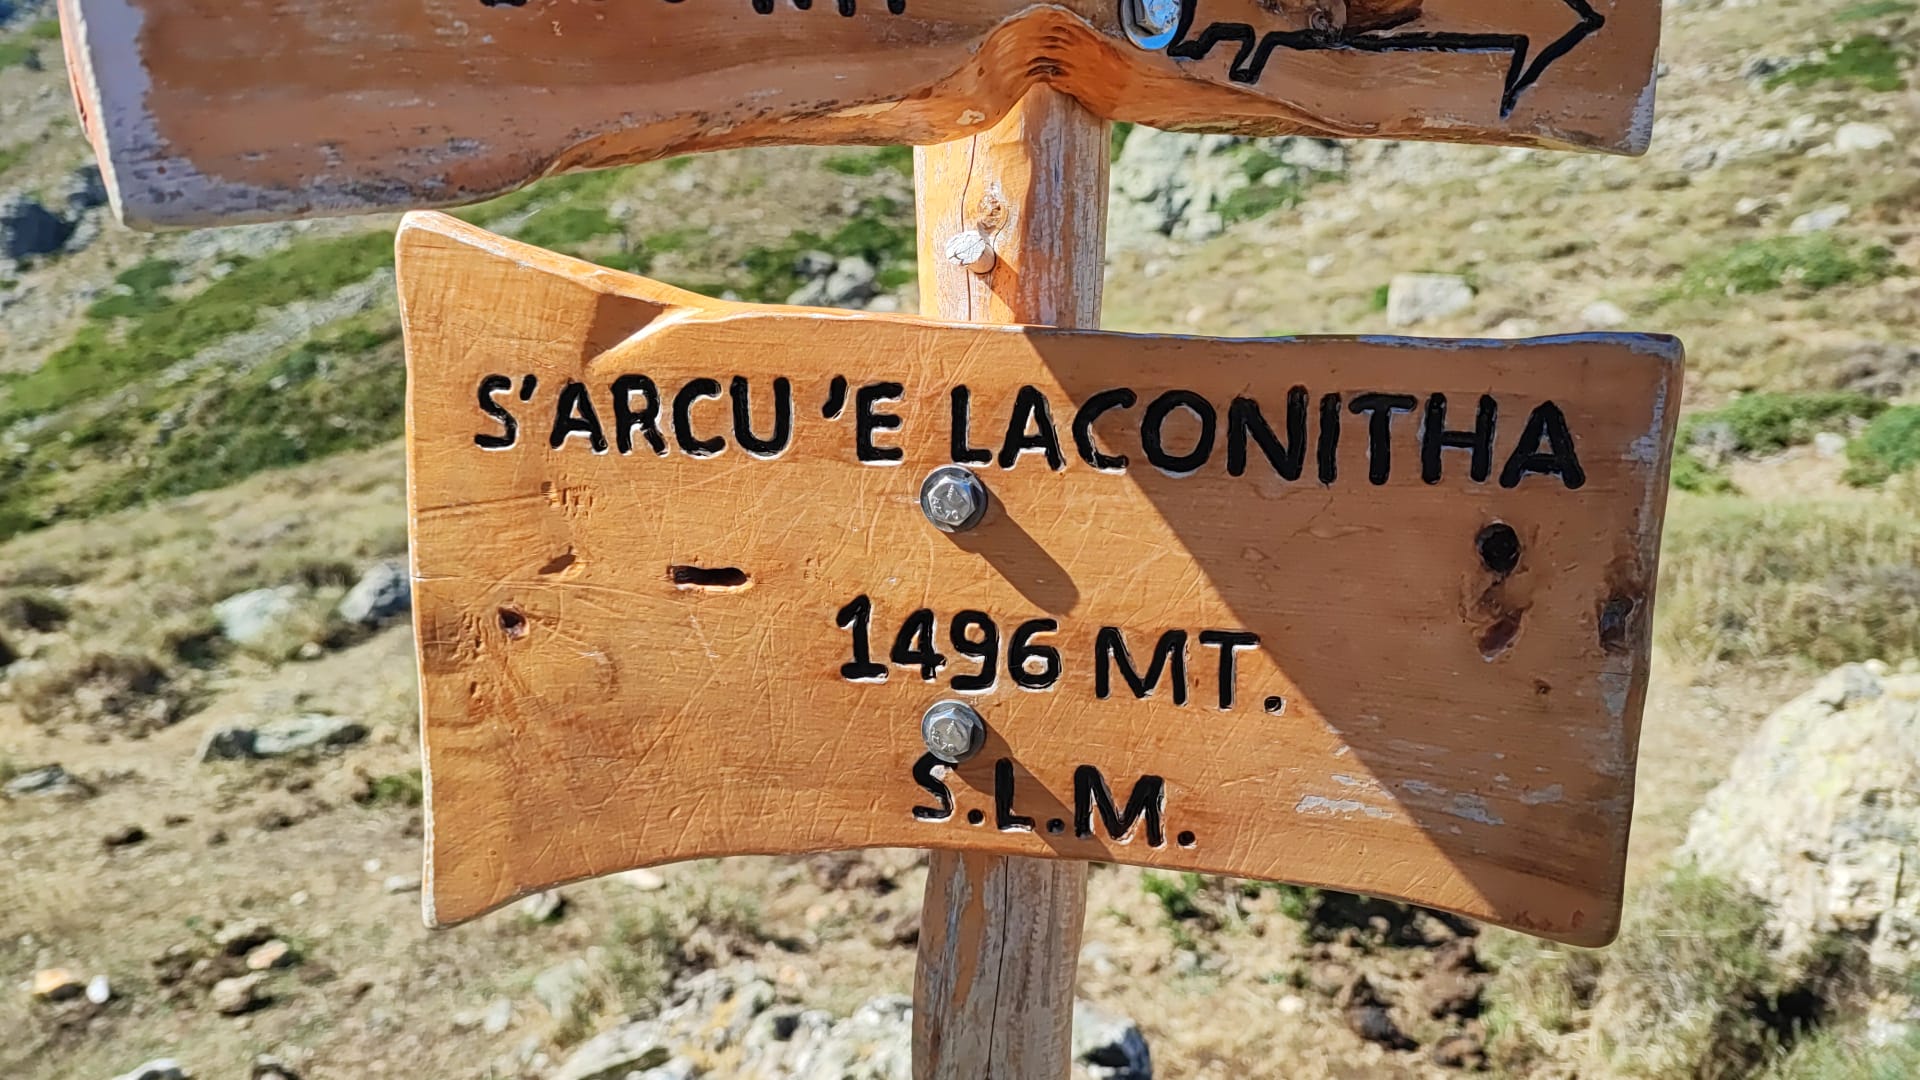 S'ARCU 'E LACONITHA
1496 MT.
S.L.M.